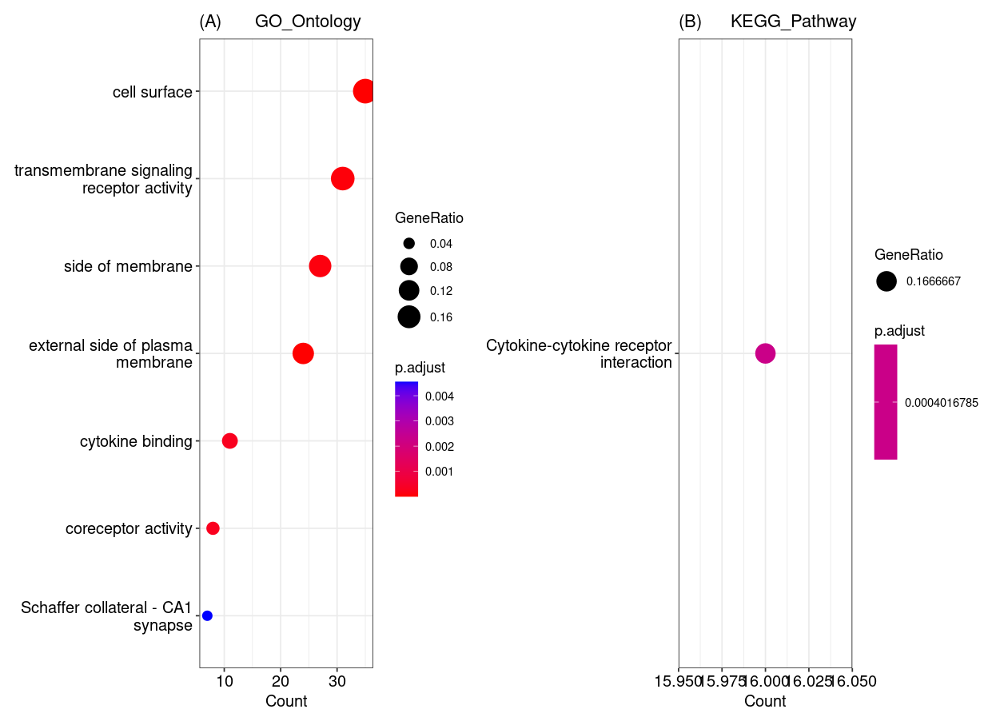 (A) GO_Ontology
cell surface
transmembrane signaling
receptor activity
side of membrane
external side of plasma
membrane
cytokine binding
coreceptor activity
Schaffer collateral - CA1
synapse
10 20 30
Count
GeneRatio
0.04
0.08
0.12
0.16
p.adjust
0.004
0.003
0.002
0.001
(B) KEGG_Pathway
Cytokine-cytokine receptor
interaction
15.950 15.975 16.000 16.025 16.050
Count
GeneRatio
0.1666667
p.adjust
0.0004016785